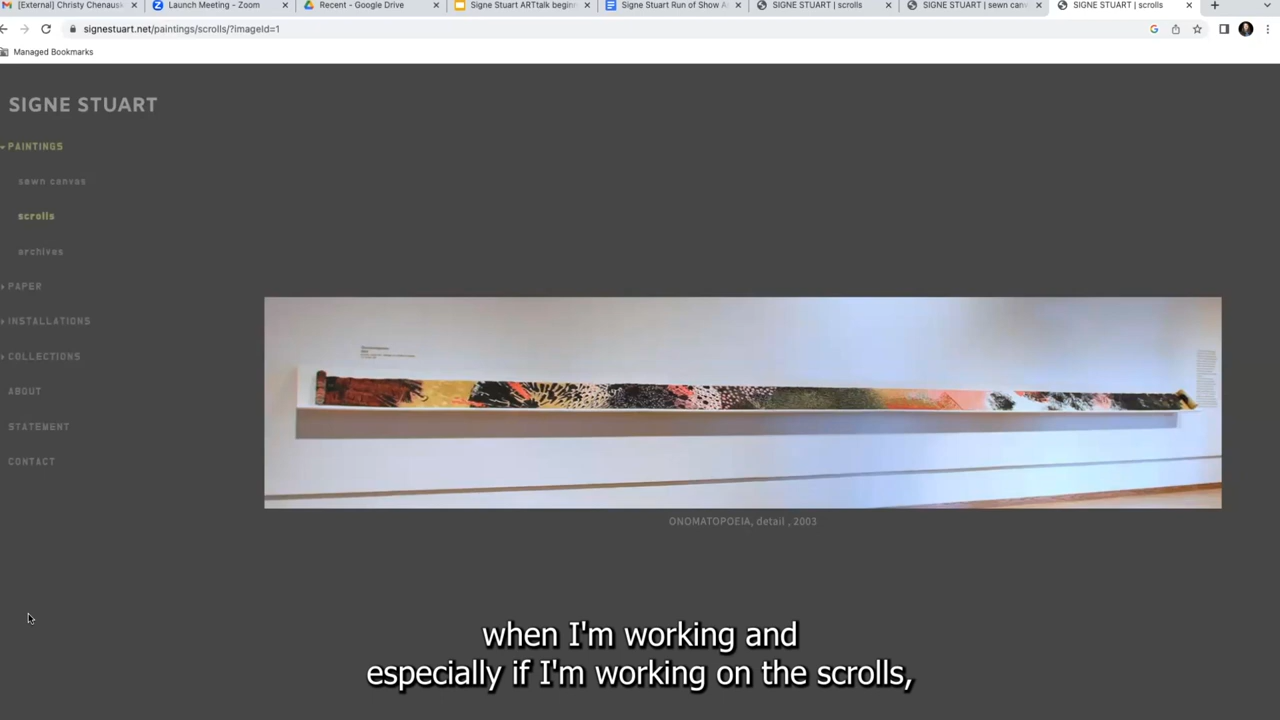 [External] Christy Chenausk
Launch Meeting - Zoom
Recent - Google Drive
Signe Stuart ARTtalk beginn
Signe Stuart Run of Show A
SIGNE STUART | scrolls
SIGNE STUART | sewn canv
SIGNE STUART | scrolls
signestuart.net/paintings/scrolls/?imageId=1
Managed Bookmarks
SIGNE STUART
PAINTINGS
sewn canvas
scrolls
archives
PAPER
INSTALLATIONS
COLLECTIONS
ABOUT
STATEMENT
CONTACT
ONOMATOPOEIA, detail , 2003
when I'm working and
especially if I'm working on the scrolls,